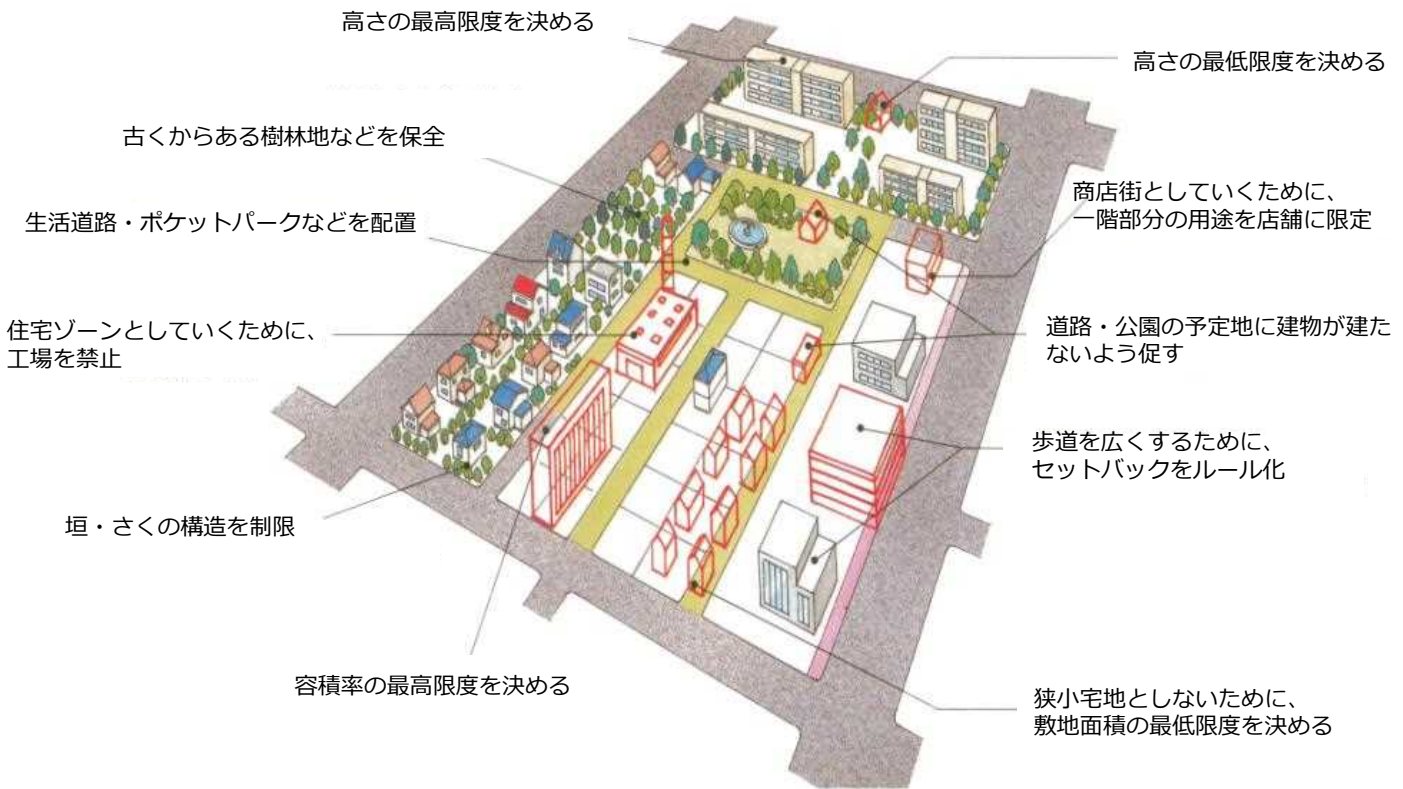 高さの最高限度を決める
高さの最低限度を決める
古くからある樹林地などを保全
商店街としていくために、
一階部分の用途を店舗に限定
生活道路・ポケットパークなどを配置
住宅ゾーンとしていくために、
工場を禁止
道路・公園の予定地に建物が建た
ないよう促す
歩道を広くするために、
セットバックをルール化
垣・さくの構造を制限
容積率の最高限度を決める
狭小宅地としないために、
敷地面積の最低限度を決める